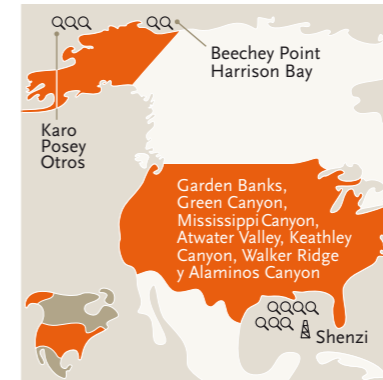 Beechey Point
Harrison Bay
Karo
Posey
Otros
Garden Banks,
Green Canyon,
Mississippi Canyon,
Atwater Valley, Keathley
Canyon, Walker Ridge
y Alaminos Canyon
Shenzi